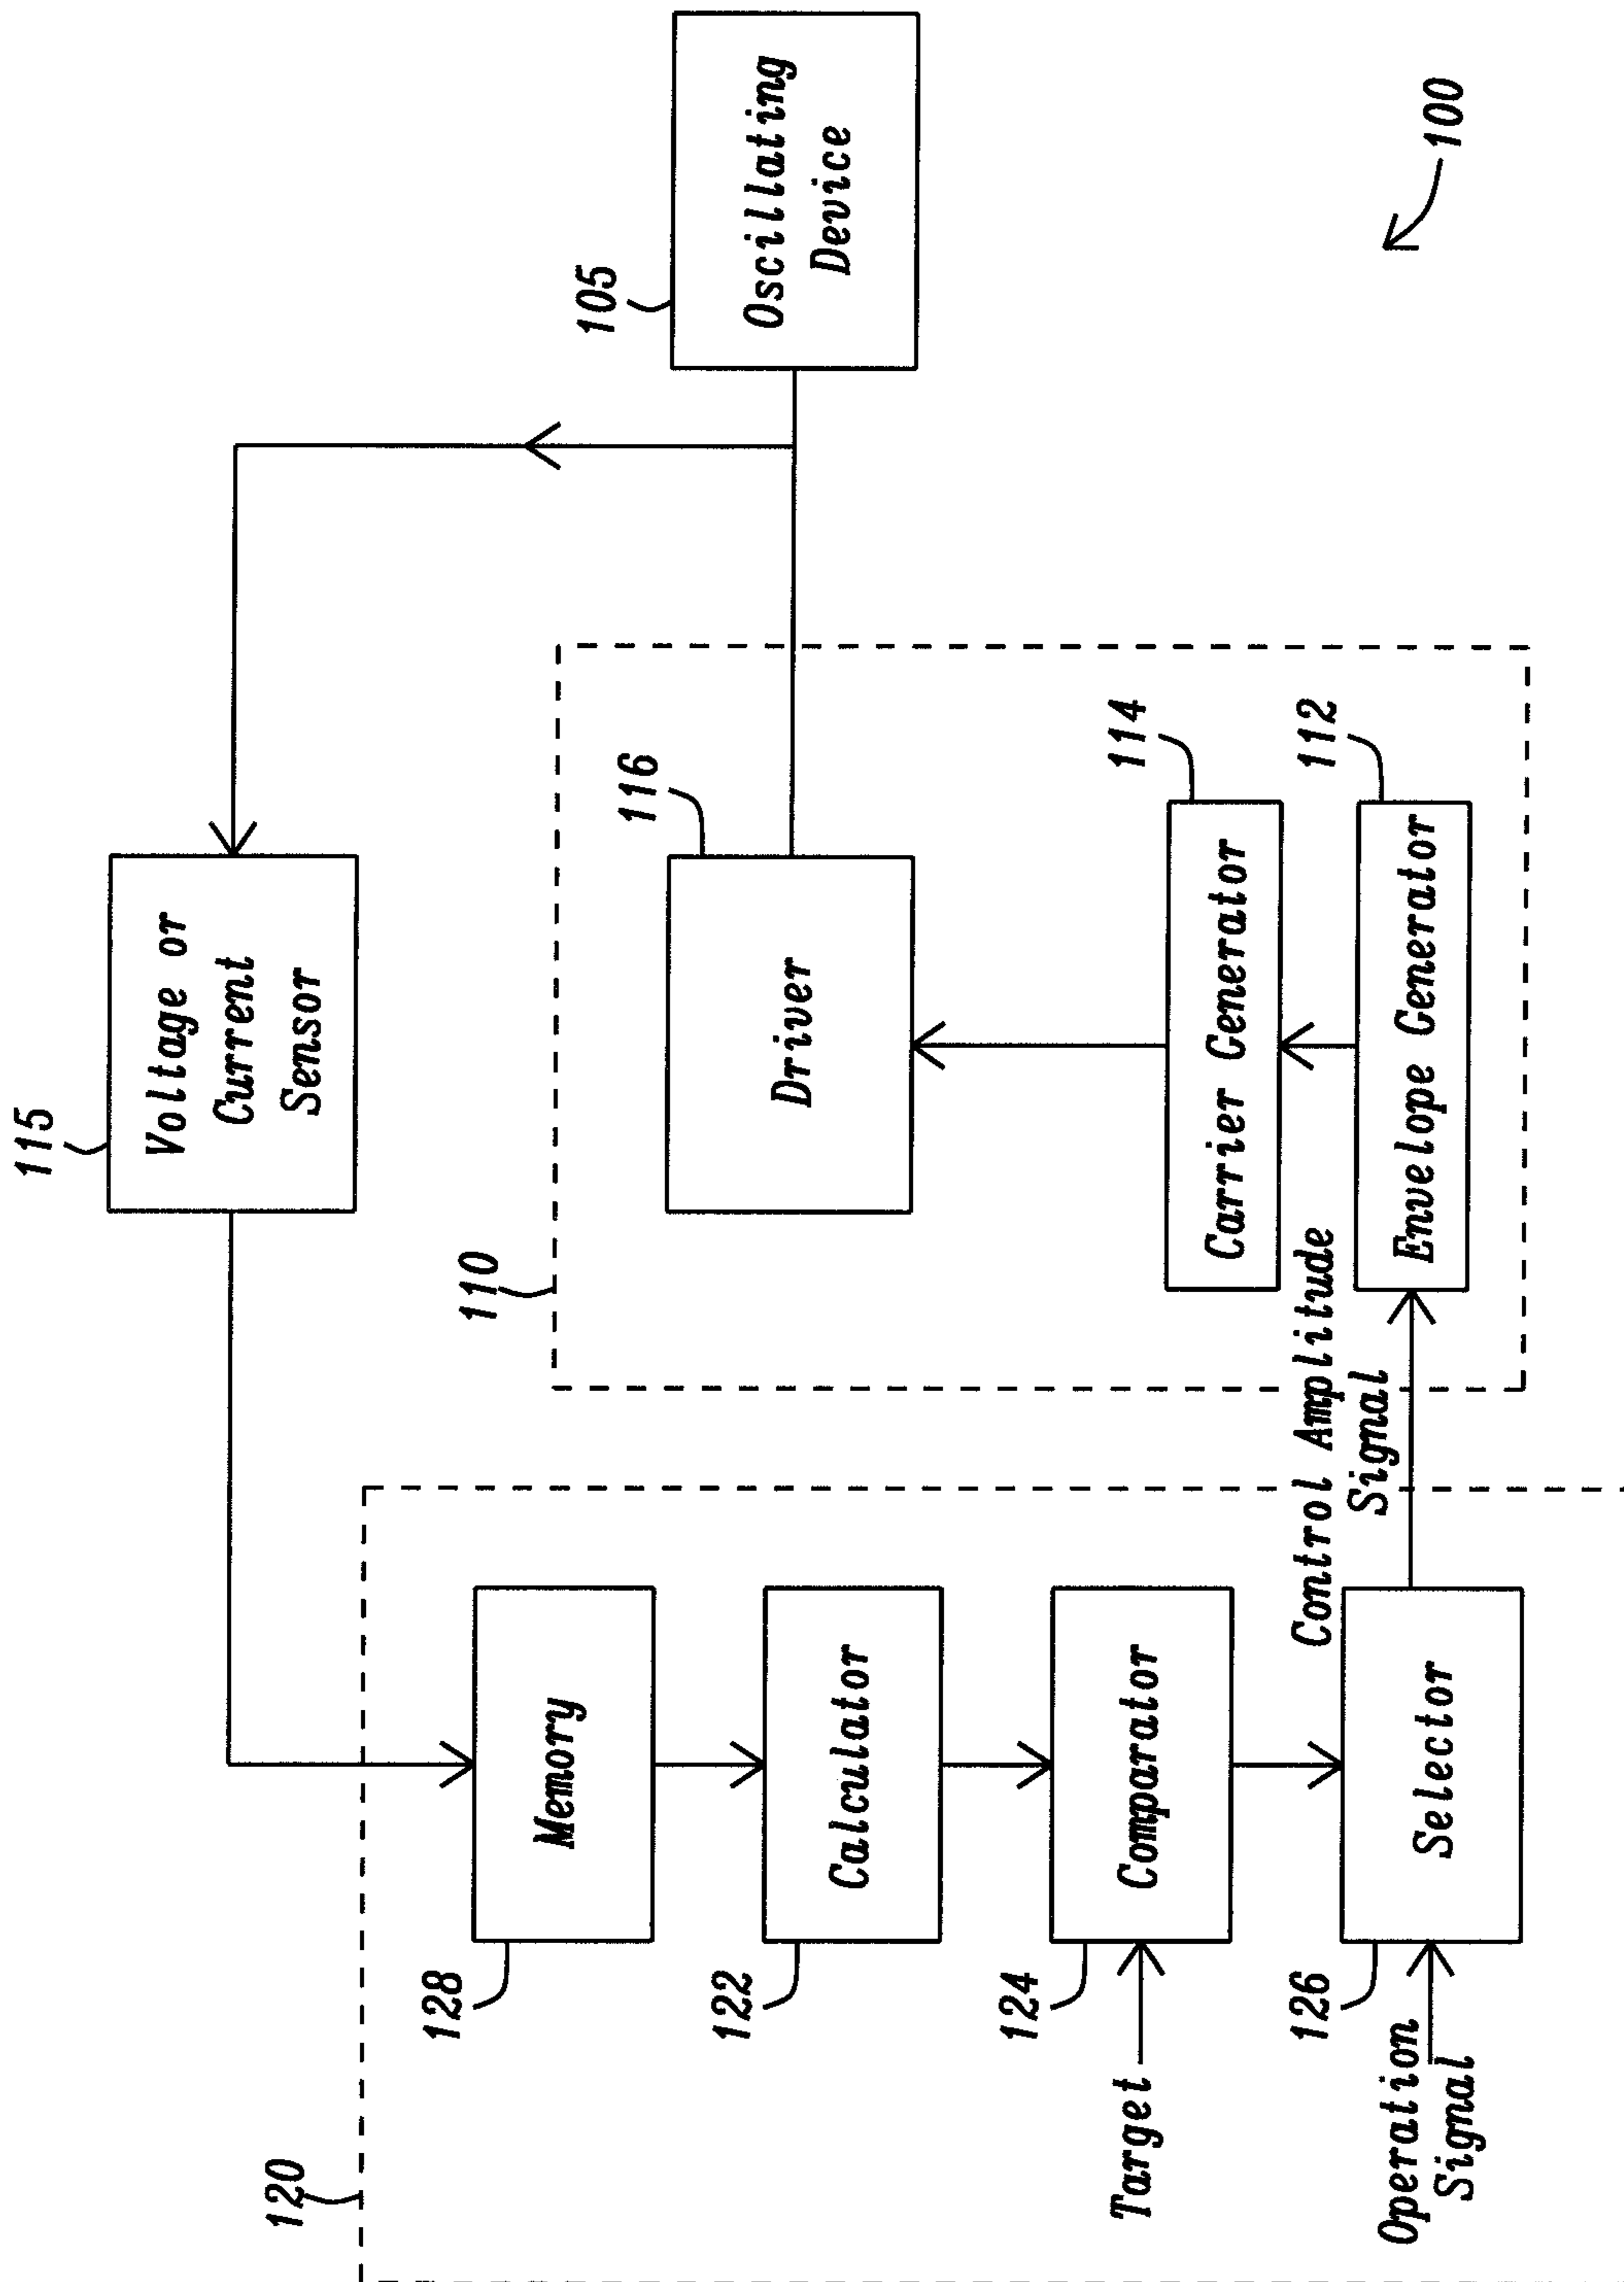 115
Voltage or
Current
Sensor
105
Oscillating
Device
100
110
116
Driver
114
Carrier Generator
112
Envelope Generator
Control Amplitude
Signal
120
128
Memory
122
Calculator
124
Comparator
126
Selector
Target
Operation
Signal